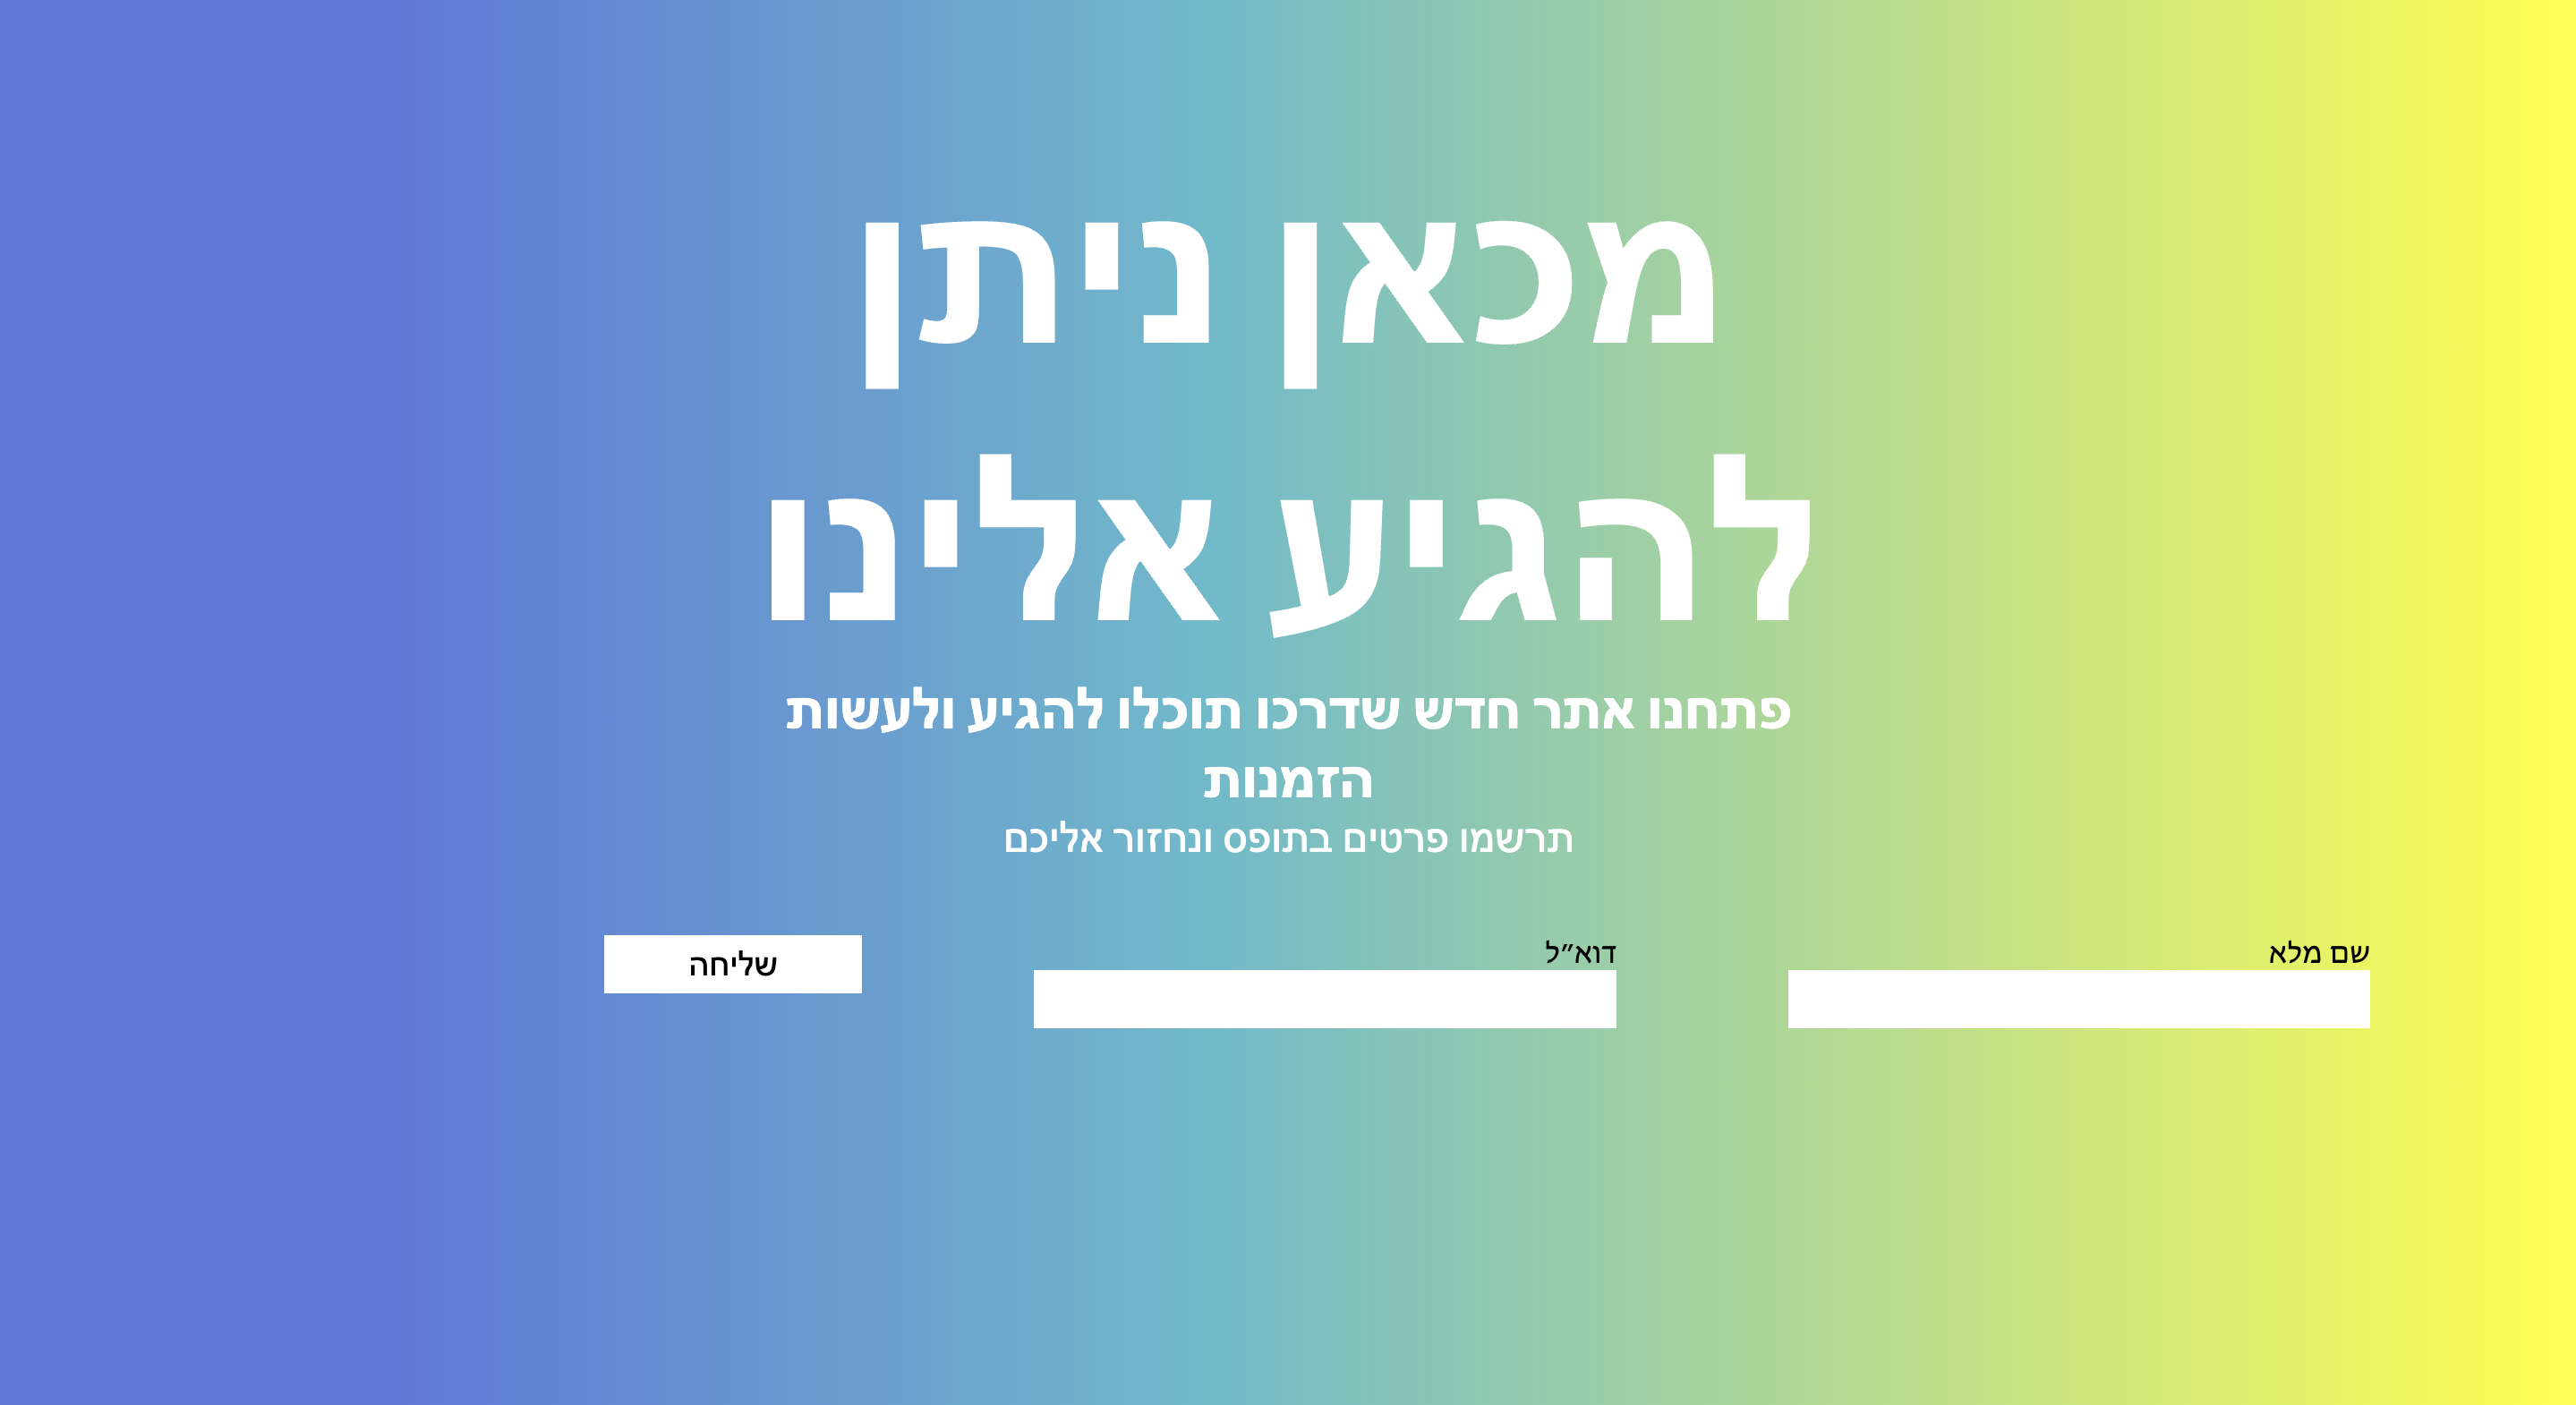 מכאן ניתן
להגיע אלינו
פתחנו אתר חדש שדרכו תוכלו להגיע ולעשות
הזמנות
תרשמו פרטים בתופס ונחזור אליכם
שם מלא
דוא״ל
שליחה